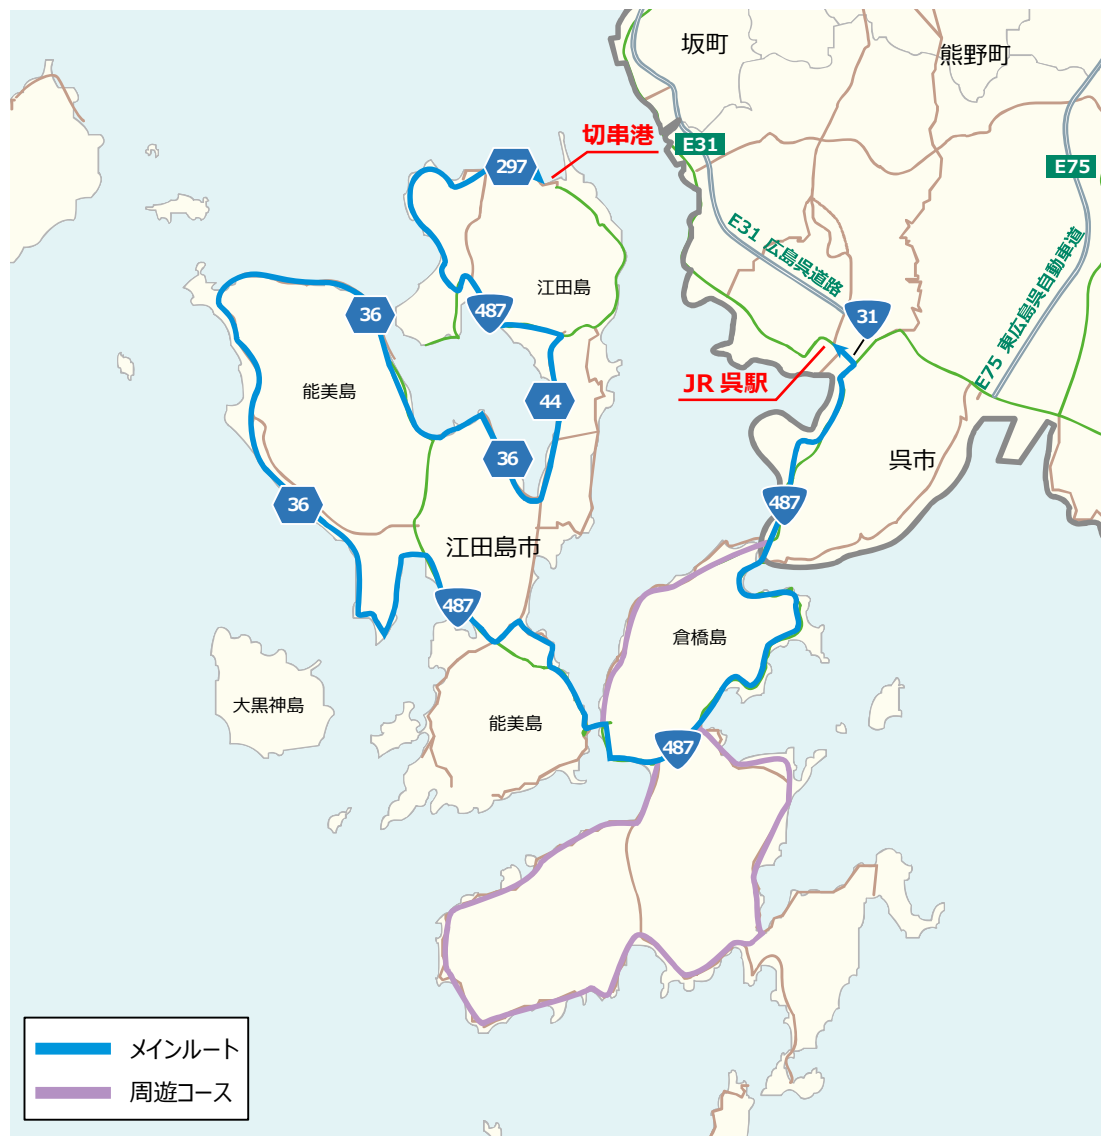 坂町
熊野町
切串港
E31
297
E75
E31 広島呉道路
E75 東広島呉自動車道
江田島
487
36
31
JR 呉駅
能美島
44
36
呉市
36
487
江田島市
487
倉橋島
大黒神島
能美島
487
メインルート
周遊コース